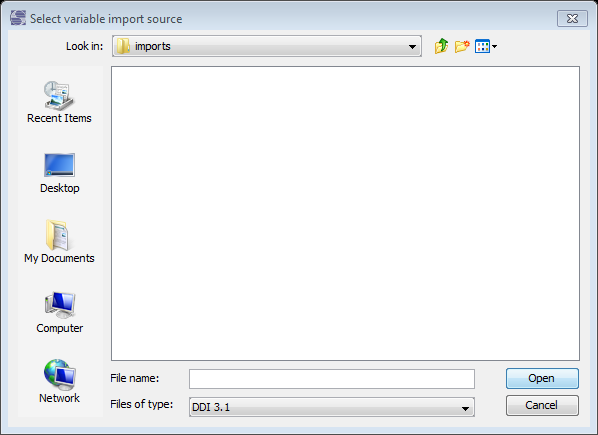 Select variable import source
Look in: imports
Recent Items
Desktop
My Documents
Computer
Network
File name: Open
Files of type: DDI 3.1 Cancel